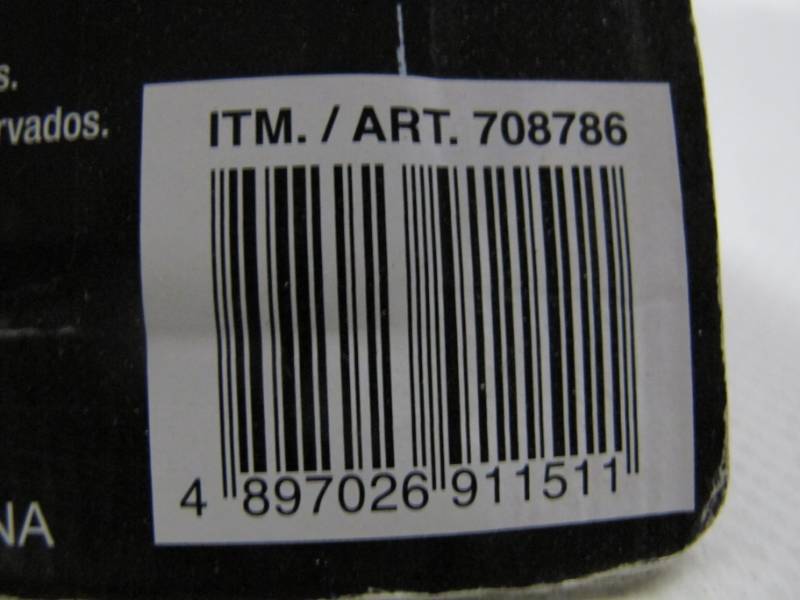 s.
rvados.
ITM. / ART. 708786
4 897026 911511
NA